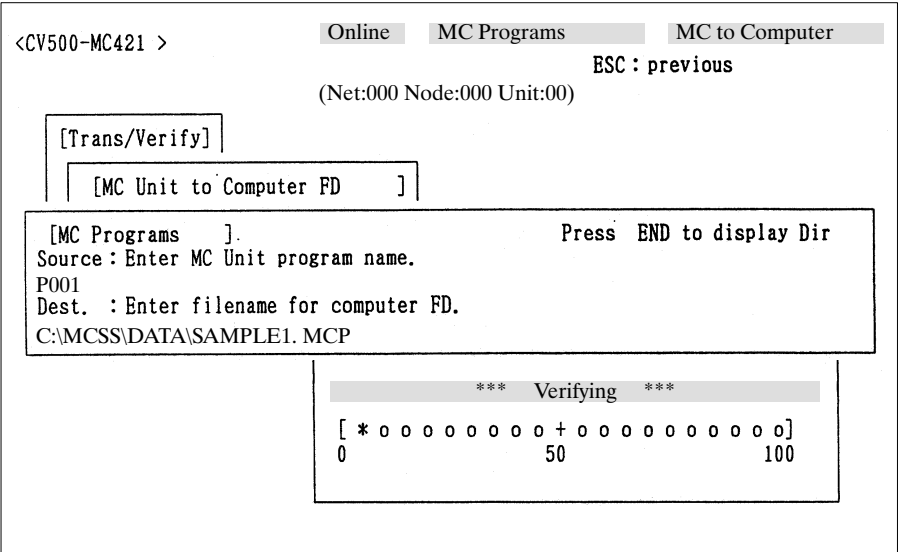 <CV500-MC421 > Online MC Programs MC to Computer
ESC : previous
(Net:000 Node:000 Unit:00)
[Trans/Verify]
[MC Unit to Computer FD ]
[MC Programs ]. Press END to display Dir
Source : Enter MC Unit program name.
P001
Dest. : Enter filename for computer FD.
C:\MCSS\DATA\SAMPLE1. MCP
*** Verifying ***
[ * o o o o o o o o + o o o o o o o o o o]
0 50 100